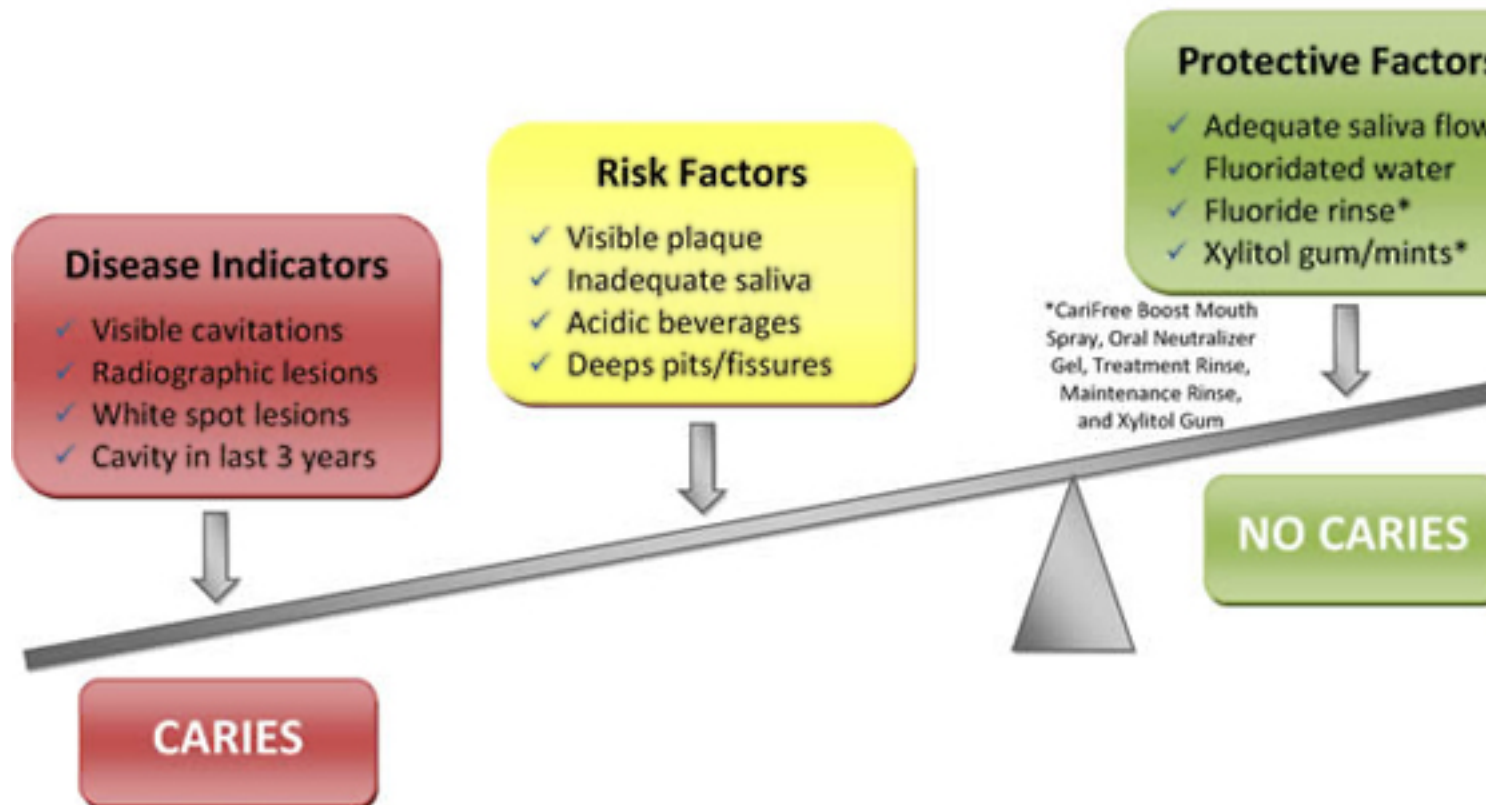 Protective Factors
Adequate saliva flow
Fluoridated water
Fluoride rinse*
Xylitol gum/mints*
Risk Factors
Visible plaque
Inadequate saliva
Acidic beverages
Deeps pits/fissures
Disease Indicators
Visible cavitations
Radiographic lesions
White spot lesions
Cavity in last 3 years
*CariFree Boost Mouth
Spray, Oral Neutralizer
Gel, Treatment Rinse,
Maintenance Rinse,
and Xylitol Gum
NO CARIES
CARIES